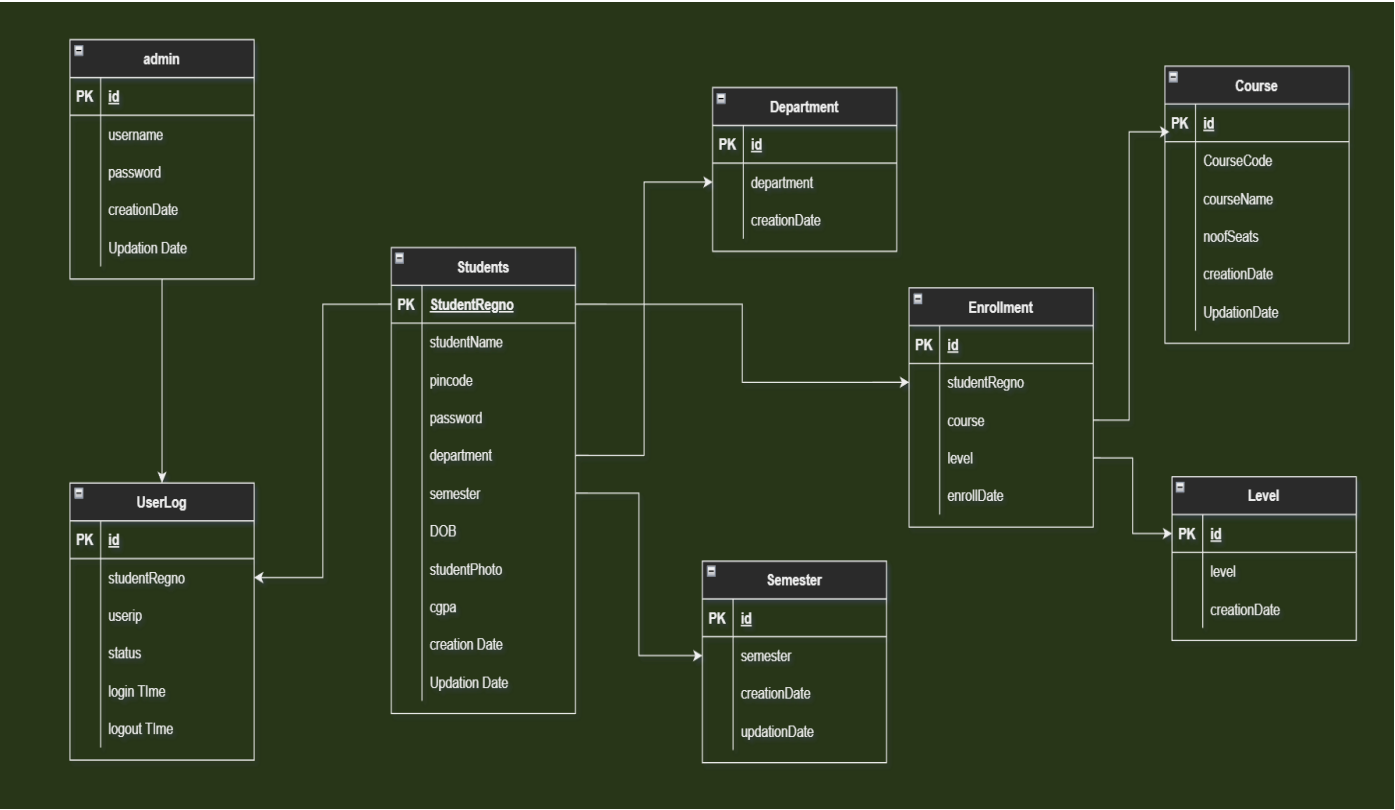 admin
PK id
username
password
creationDate
Updation Date
UserLog
PK id
studentRegno
userip
status
login TIme
logout TIme
Students
PK StudentRegno
studentName
pincode
password
department
semester
DOB
studentPhoto
cgpa
creation Date
Updation Date
Department
PK id
department
creationDate
Semester
PK id
semester
creationDate
updationDate
Enrollment
PK id
studentRegno
course
level
enrollDate
Course
PK id
CourseCode
courseName
noofSeats
creationDate
UpdationDate
Level
PK id
level
creationDate